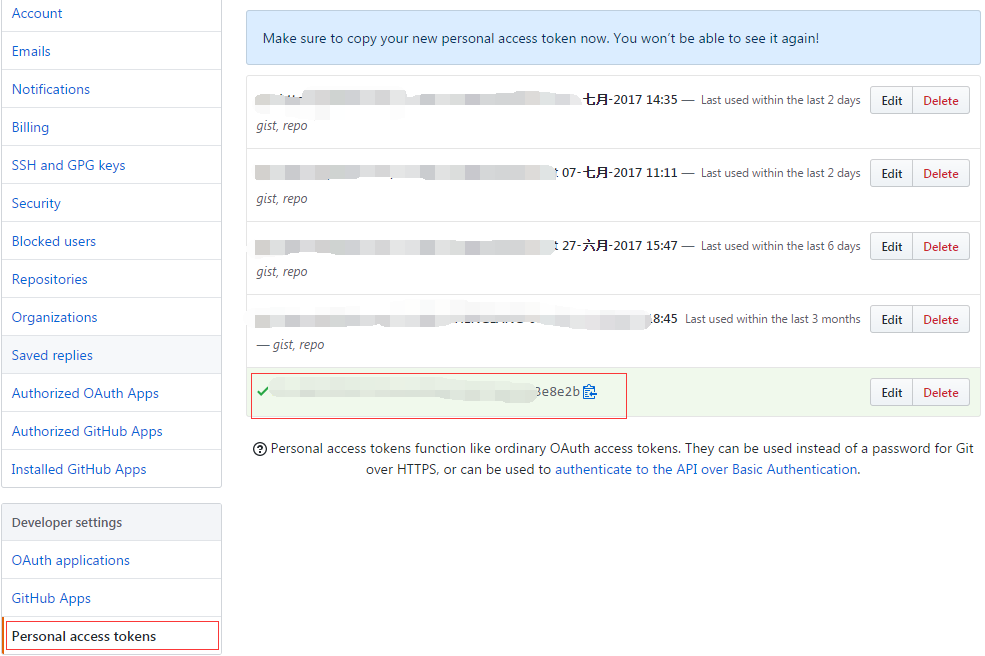 Account
Emails
Notifications
Billing
SSH and GPG keys
Security
Blocked users
Repositories
Organizations
Saved replies
Authorized OAuth Apps
Authorized GitHub Apps
Installed GitHub Apps
Developer settings
OAuth applications
GitHub Apps
Personal access tokens
Make sure to copy your new personal access token now. You won't be able to see it again!
七月-2017 14:35 — Last used within the last 2 days Edit Delete
gist, repo
07-七月-2017 11:11 — Last used within the last 2 days Edit Delete
gist, repo
27-六月-2017 15:47 — Last used within the last 6 days Edit Delete
gist, repo
8:45 Last used within the last 3 months Edit Delete
— gist, repo
3e8e2b Edit Delete
Personal access tokens function like ordinary OAuth access tokens. They can be used instead of a password for Git
over HTTPS, or can be used to authenticate to the API over Basic Authentication.